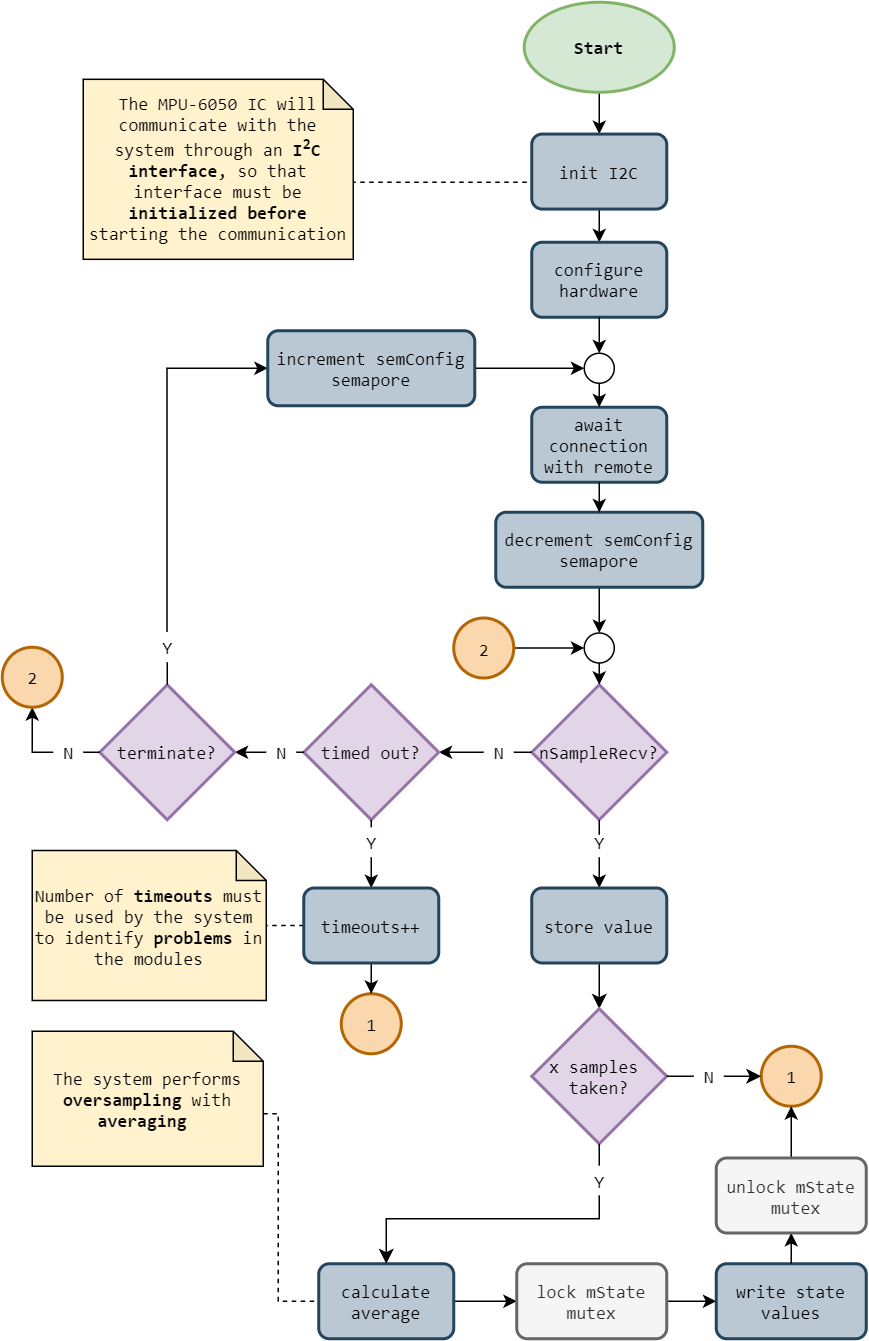 Start
The MPU-6050 IC will
communicate with the
system through an I²C
interface, so that
interface must be
initialized before
starting the communication
init I2C
configure
hardware
increment semConfig
semapore
await
connection
with remote
decrement semConfig
semapore
Y
2
2
terminate?
timed out?
nSampleRecv?
N
N
N
Y
Y
Number of timeouts must
be used by the system
to identify problems in
the modules
timeouts++
store value
1
The system performs
oversampling with
averaging
x samples
taken?
N
1
Y
unlock mState
mutex
calculate
average
lock mState
mutex
write state
values